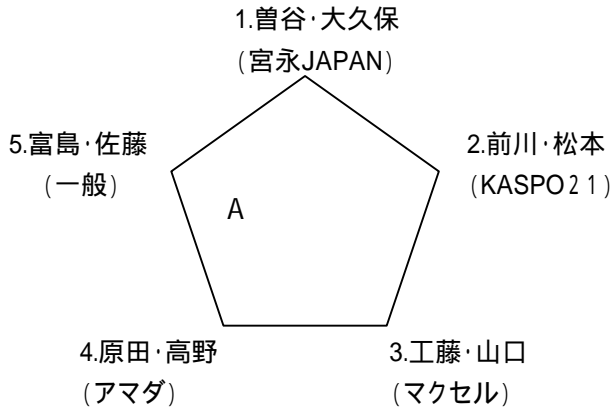 1.曽谷･大久保
(宮永JAPAN)
5.富島･佐藤
(一般)
2.前川･松本
(KASPO２１)
A
4.原田･高野
(アマダ)
3.工藤･山口
(マクセル)